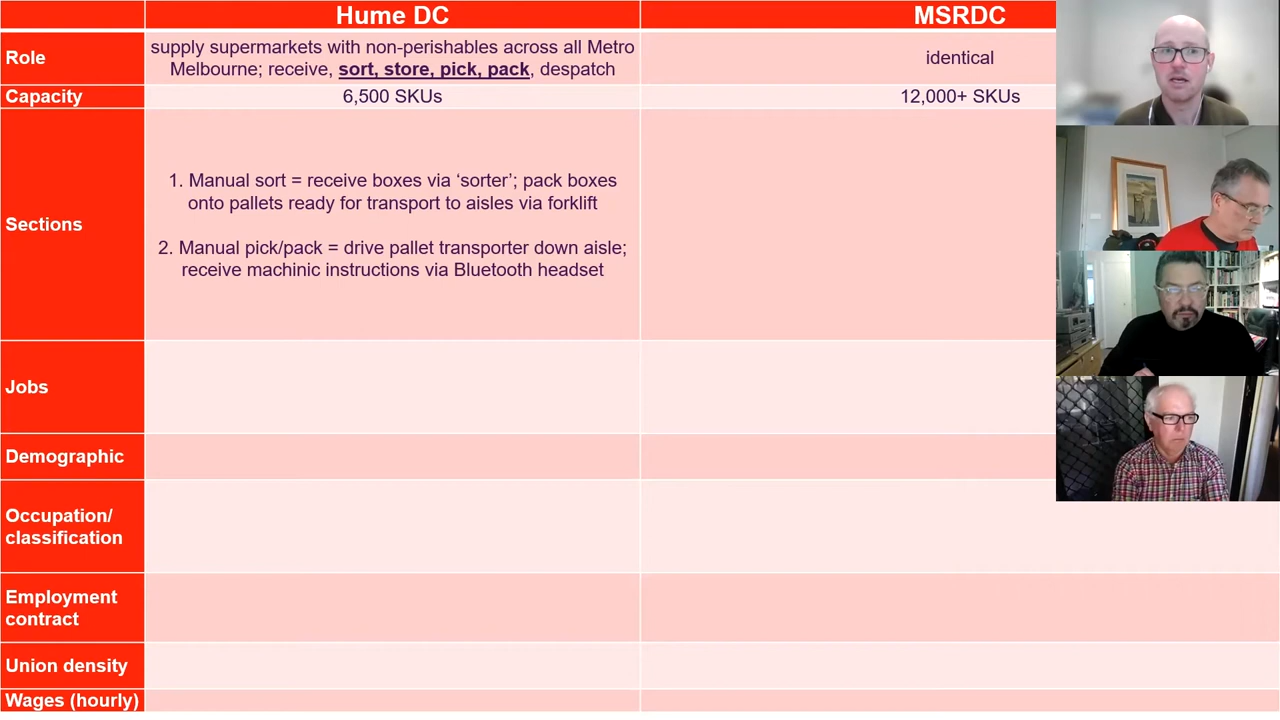 Hume DC
MSRDC
Role
supply supermarkets with non-perishables across all Metro
Melbourne; receive, sort, store, pick, pack, despatch
identical
Capacity
6,500 SKUs
12,000+ SKUs
Sections
1. Manual sort = receive boxes via ‘sorter’; pack boxes
onto pallets ready for transport to aisles via forklift
2. Manual pick/pack = drive pallet transporter down aisle;
receive machinic instructions via Bluetooth headset
Jobs
Demographic
Occupation/
classification
Employment
contract
Union density
Wages (hourly)